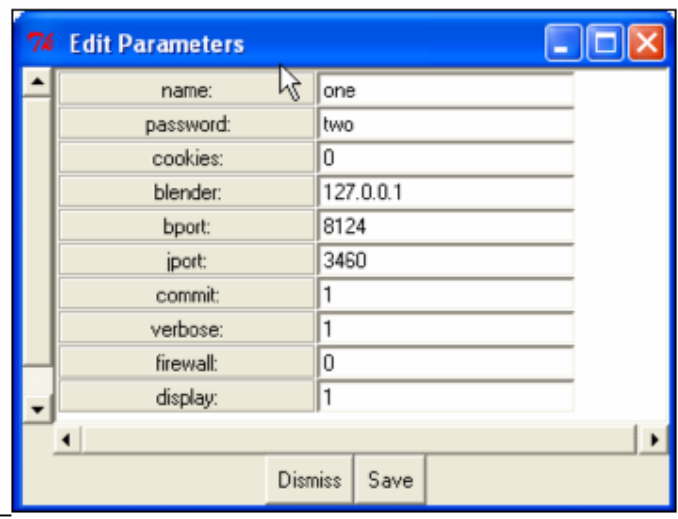 7k Edit Parameters
name: one
password: two
cookies: 0
blender: 127.0.0.1
bport: 8124
jport: 3460
commit: 1
verbose: 1
firewall: 0
display: 1
Dismiss Save